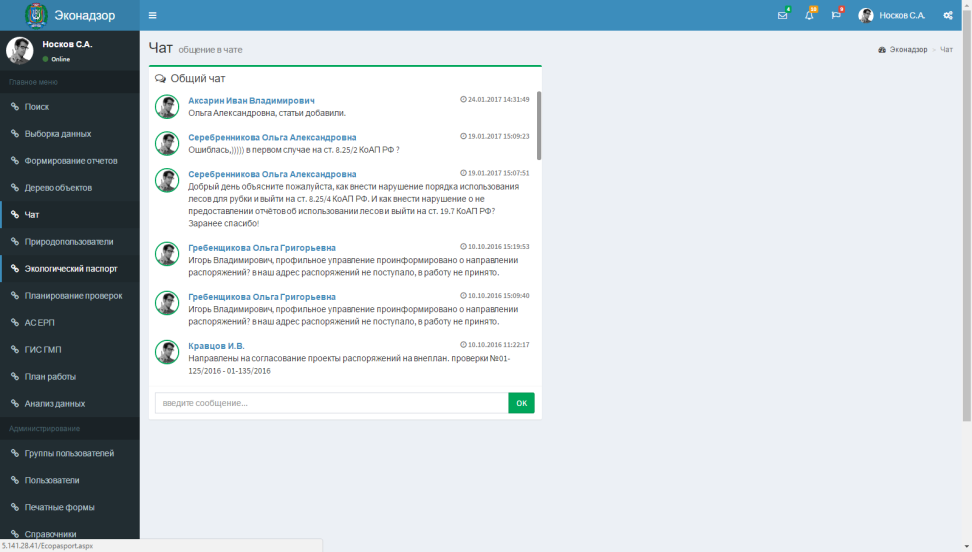 Эконадзор
4
10
9
Носков С.А.
Носков С.А.
Online
Главное меню
Поиск
Выборка данных
Формирование отчетов
Дерево объектов
Чат
Природопользователи
Экологический паспорт
Планирование проверок
АС ЕРП
ГИС ГМП
План работы
Анализ данных
Администрирование
Группы пользователей
Пользователи
Печатные формы
Справочники
5.141.28.41/Ecopasport.aspx
Чат общение в чате
Эконадзор > Чат
Общий чат
Аксарин Иван Владимирович 24.01.2017 14:31:49
Ольга Александровна, статьи добавили.
Серебренникова Ольга Александровна 19.01.2017 15:09:23
Ошиблась,))))) в первом случае на ст. 8.25/2 КоАП РФ ?
Серебренникова Ольга Александровна 19.01.2017 15:07:51
Добрый день объясните пожалуйста, как внести нарушение порядка использования
лесов для рубки и выйти на ст. 8.25/4 КоАП РФ. И как внести нарушение о не
предоставлении отчётов об использовании лесов и выйти на ст. 19.7 КоАП РФ?
Заранее спасибо!
Гребенщикова Ольга Григорьевна 10.10.2016 15:19:53
Игорь Владимирович, профильное управление проинформировано о направлении
распоряжений? в наш адрес распоряжений не поступало, в работу не принято.
Гребенщикова Ольга Григорьевна 10.10.2016 15:09:40
Игорь Владимирович, профильное управление проинформировано о направлении
распоряжений? в наш адрес распоряжений не поступало, в работу не принято.
Кравцов И.В. 10.10.2016 11:22:17
Направлены на согласование проекты распоряжений на внеплан. проверки №01-
125/2016 - 01-135/2016
введите сообщение...
ОК